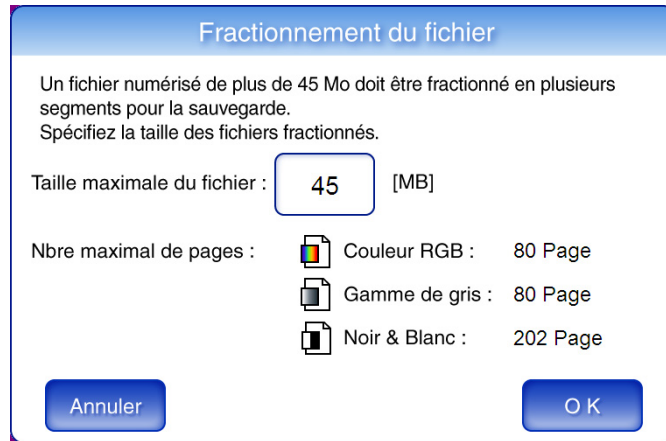 Fractionnement du fichier
Un fichier numérisé de plus de 45 Mo doit être fractionné en plusieurs
segments pour la sauvegarde.
Spécifiez la taille des fichiers fractionnés.
Taille maximale du fichier : 45 [MB]
Nbre maximal de pages : Couleur RGB : 80 Page
Gamme de gris : 80 Page
Noir & Blanc : 202 Page
Annuler O K